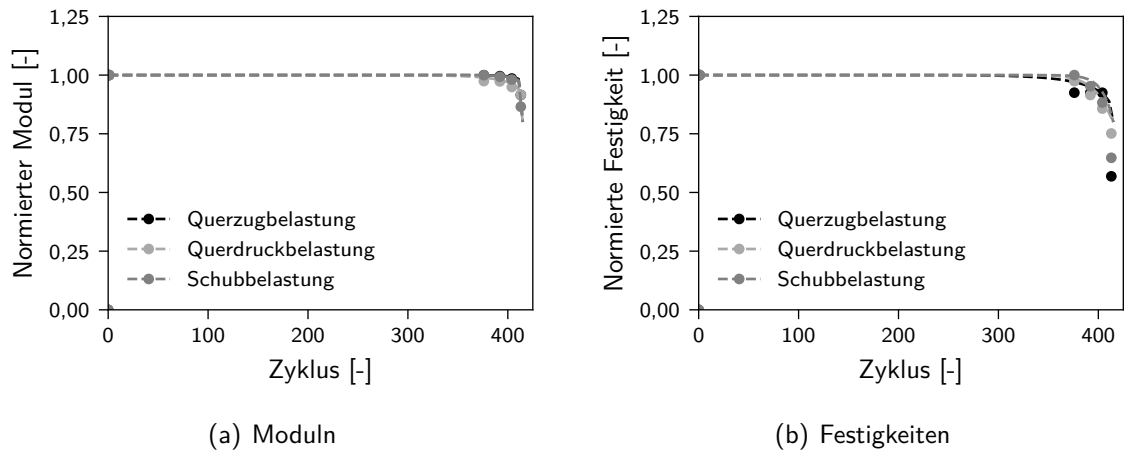 1,25
1,00
0,75
0,50
0,25
0,00
Normierter Modul [-]
Querzugbelastung
Querdruckbelastung
Schubbelastung
0 100 200 300 400
Zyklus [-]
(a) Moduln
1,25
1,00
0,75
0,50
0,25
0,00
Normierte Festigkeit [-]
Querzugbelastung
Querdruckbelastung
Schubbelastung
0 100 200 300 400
Zyklus [-]
(b) Festigkeiten